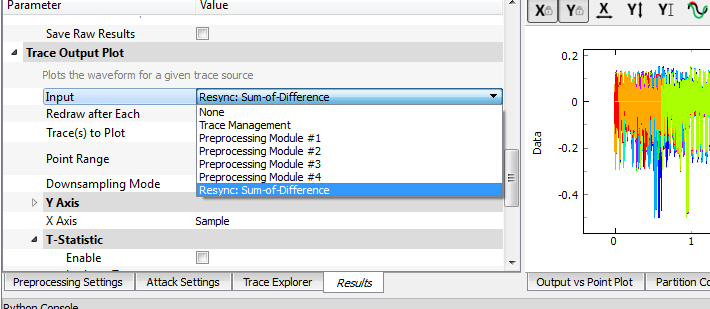 Parameter Value
Save Raw Results
Trace Output Plot
Plots the waveform for a given trace source
Input Resync: Sum-of-Difference
Redraw after Each None
Trace(s) to Plot Trace Management
Preprocessing Module #1
Point Range Preprocessing Module #2
Preprocessing Module #3
Downsampling Mode Preprocessing Module #4
Resync: Sum-of-Difference
Y Axis
X Axis Sample
T-Statistic
Enable
Preprocessing Settings Attack Settings Trace Explorer Results
Python Console
X Y X Y Y
0.2
0
-0.2
-0.4
Data
0 1
Output vs Point Plot Partition Co